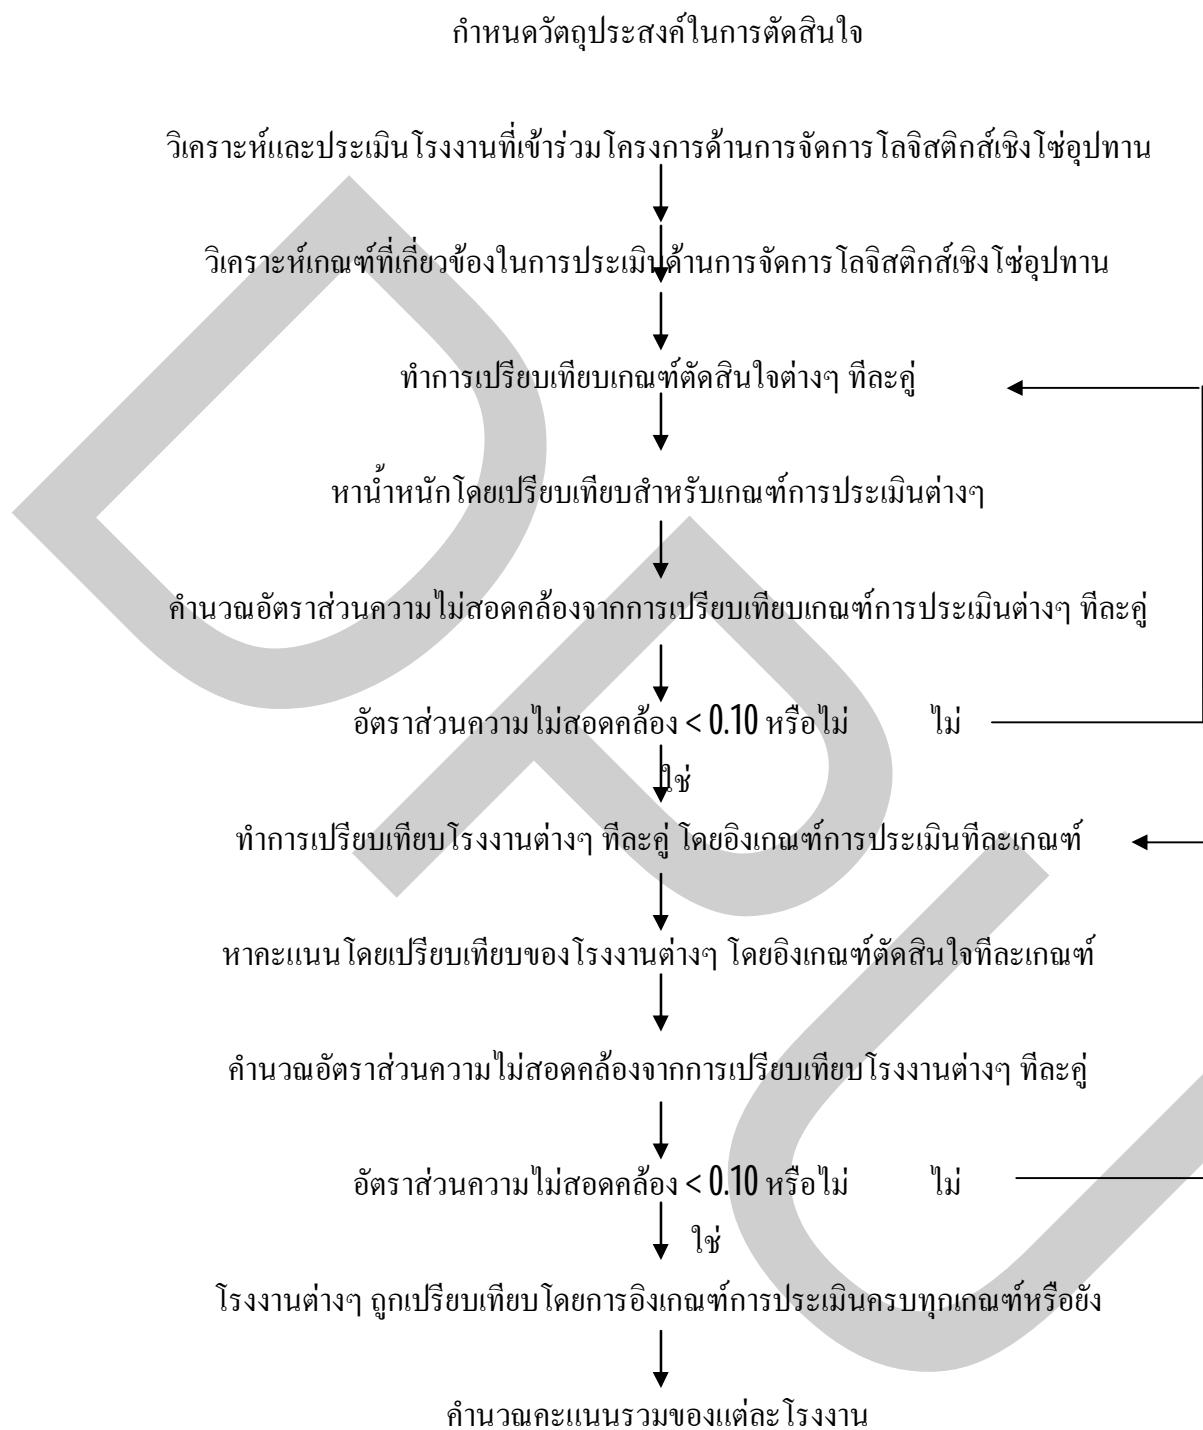 กำหนดวัตถุประสงค์ในการตัดสินใจ
วิเคราะห์และประเมินโรงงานที่เข้าร่วมโครงการด้านการจัดการโลจิสติกส์เชิงโซ่อุปทาน
วิเคราะห์เกณฑ์ที่เกี่ยวข้องในการประเมินด้านการจัดการโลจิสติกส์เชิงโซ่อุปทาน
ทำการเปรียบเทียบเกณฑ์ตัดสินใจต่างๆ ทีละคู่
หาน้ำหนักโดยเปรียบเทียบสำหรับเกณฑ์การประเมินต่างๆ
คำนวณอัตราส่วนความไม่สอดคล้องจากการเปรียบเทียบเกณฑ์การประเมินต่างๆ ทีละคู่
อัตราส่วนความไม่สอดคล้อง < 0.10 หรือไม่ ไม่
ใช่
ทำการเปรียบเทียบโรงงานต่างๆ ทีละคู่ โดยอิงเกณฑ์การประเมินทีละเกณฑ์
หาคะแนนโดยเปรียบเทียบของโรงงานต่างๆ โดยอิงเกณฑ์ตัดสินใจทีละเกณฑ์
คำนวณอัตราส่วนความไม่สอดคล้องจากการเปรียบเทียบโรงงานต่างๆ ทีละคู่
อัตราส่วนความไม่สอดคล้อง < 0.10 หรือไม่ ไม่
ใช่
โรงงานต่างๆ ถูกเปรียบเทียบโดยการอิงเกณฑ์การประเมินครบทุกเกณฑ์หรือยัง
คำนวณคะแนนรวมของแต่ละโรงงาน
DPU